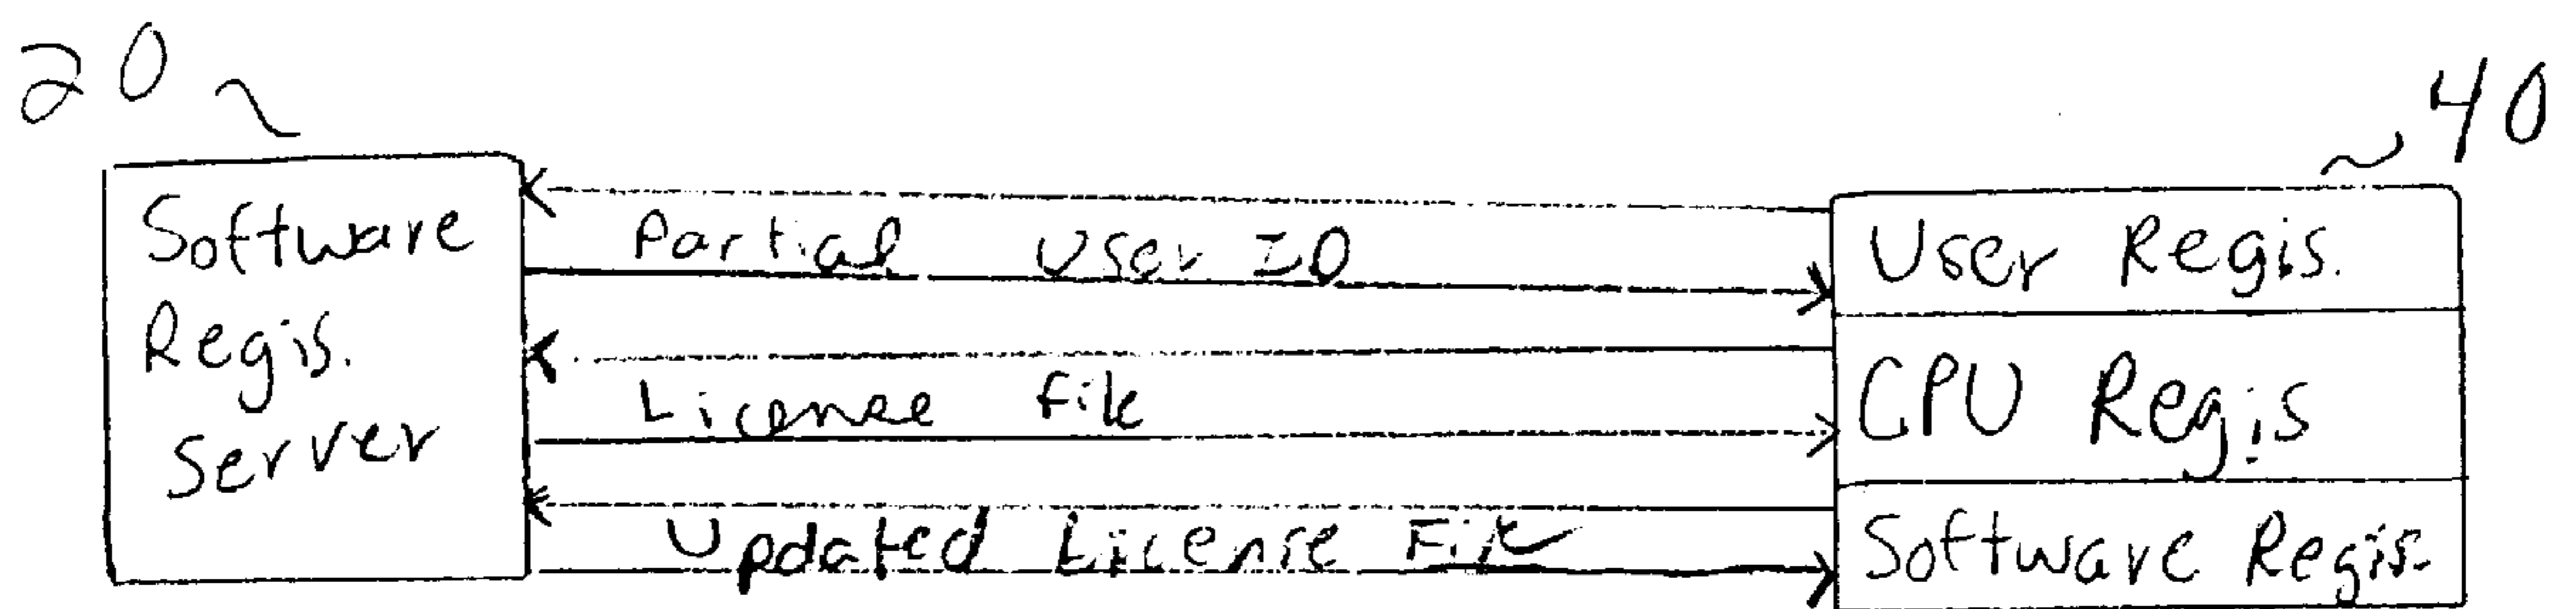 20
40
Software
Regis.
Server
Partial User ID
License File
Updated License File
User Regis.
CPU Regis
Software Regis.